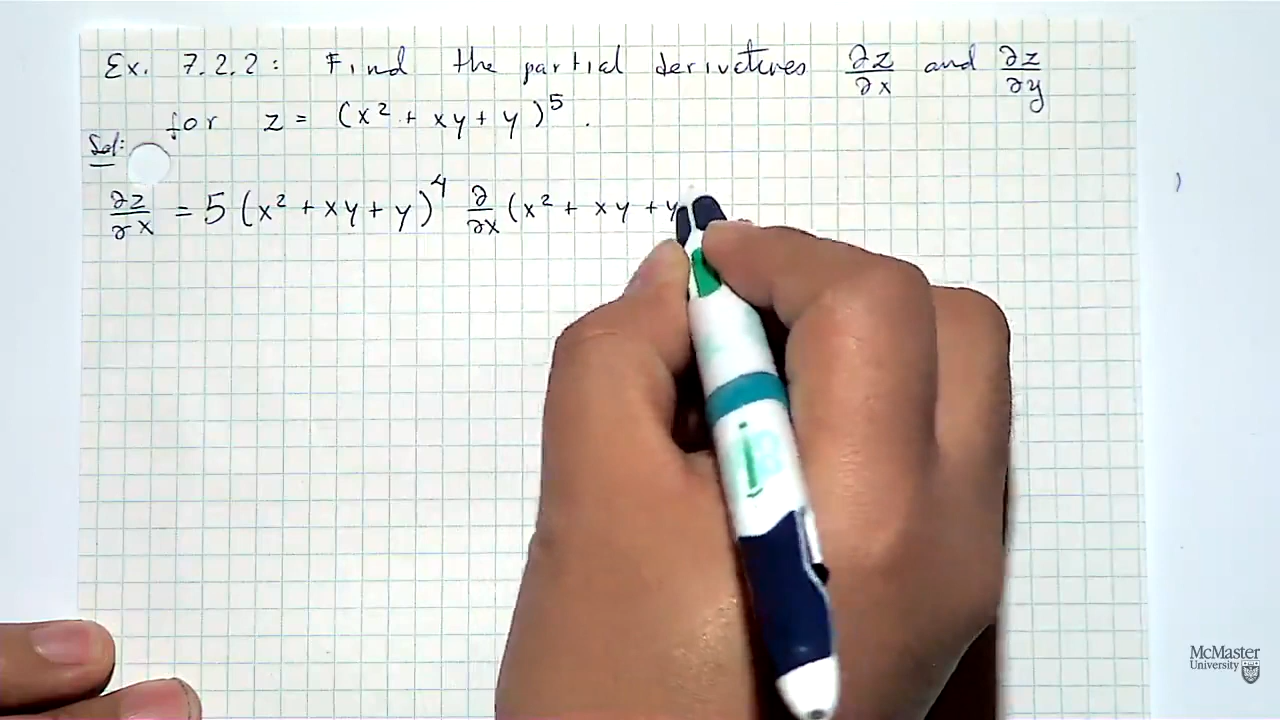 Ex. 7.2.2: Find the partial derivatives ∂z/∂x and ∂z/∂y
for z = (x² + xy + y)⁵.
Sol:
∂z/∂x = 5(x² + xy + y)⁴ ∂/∂x (x² + xy + y
McMaster
University